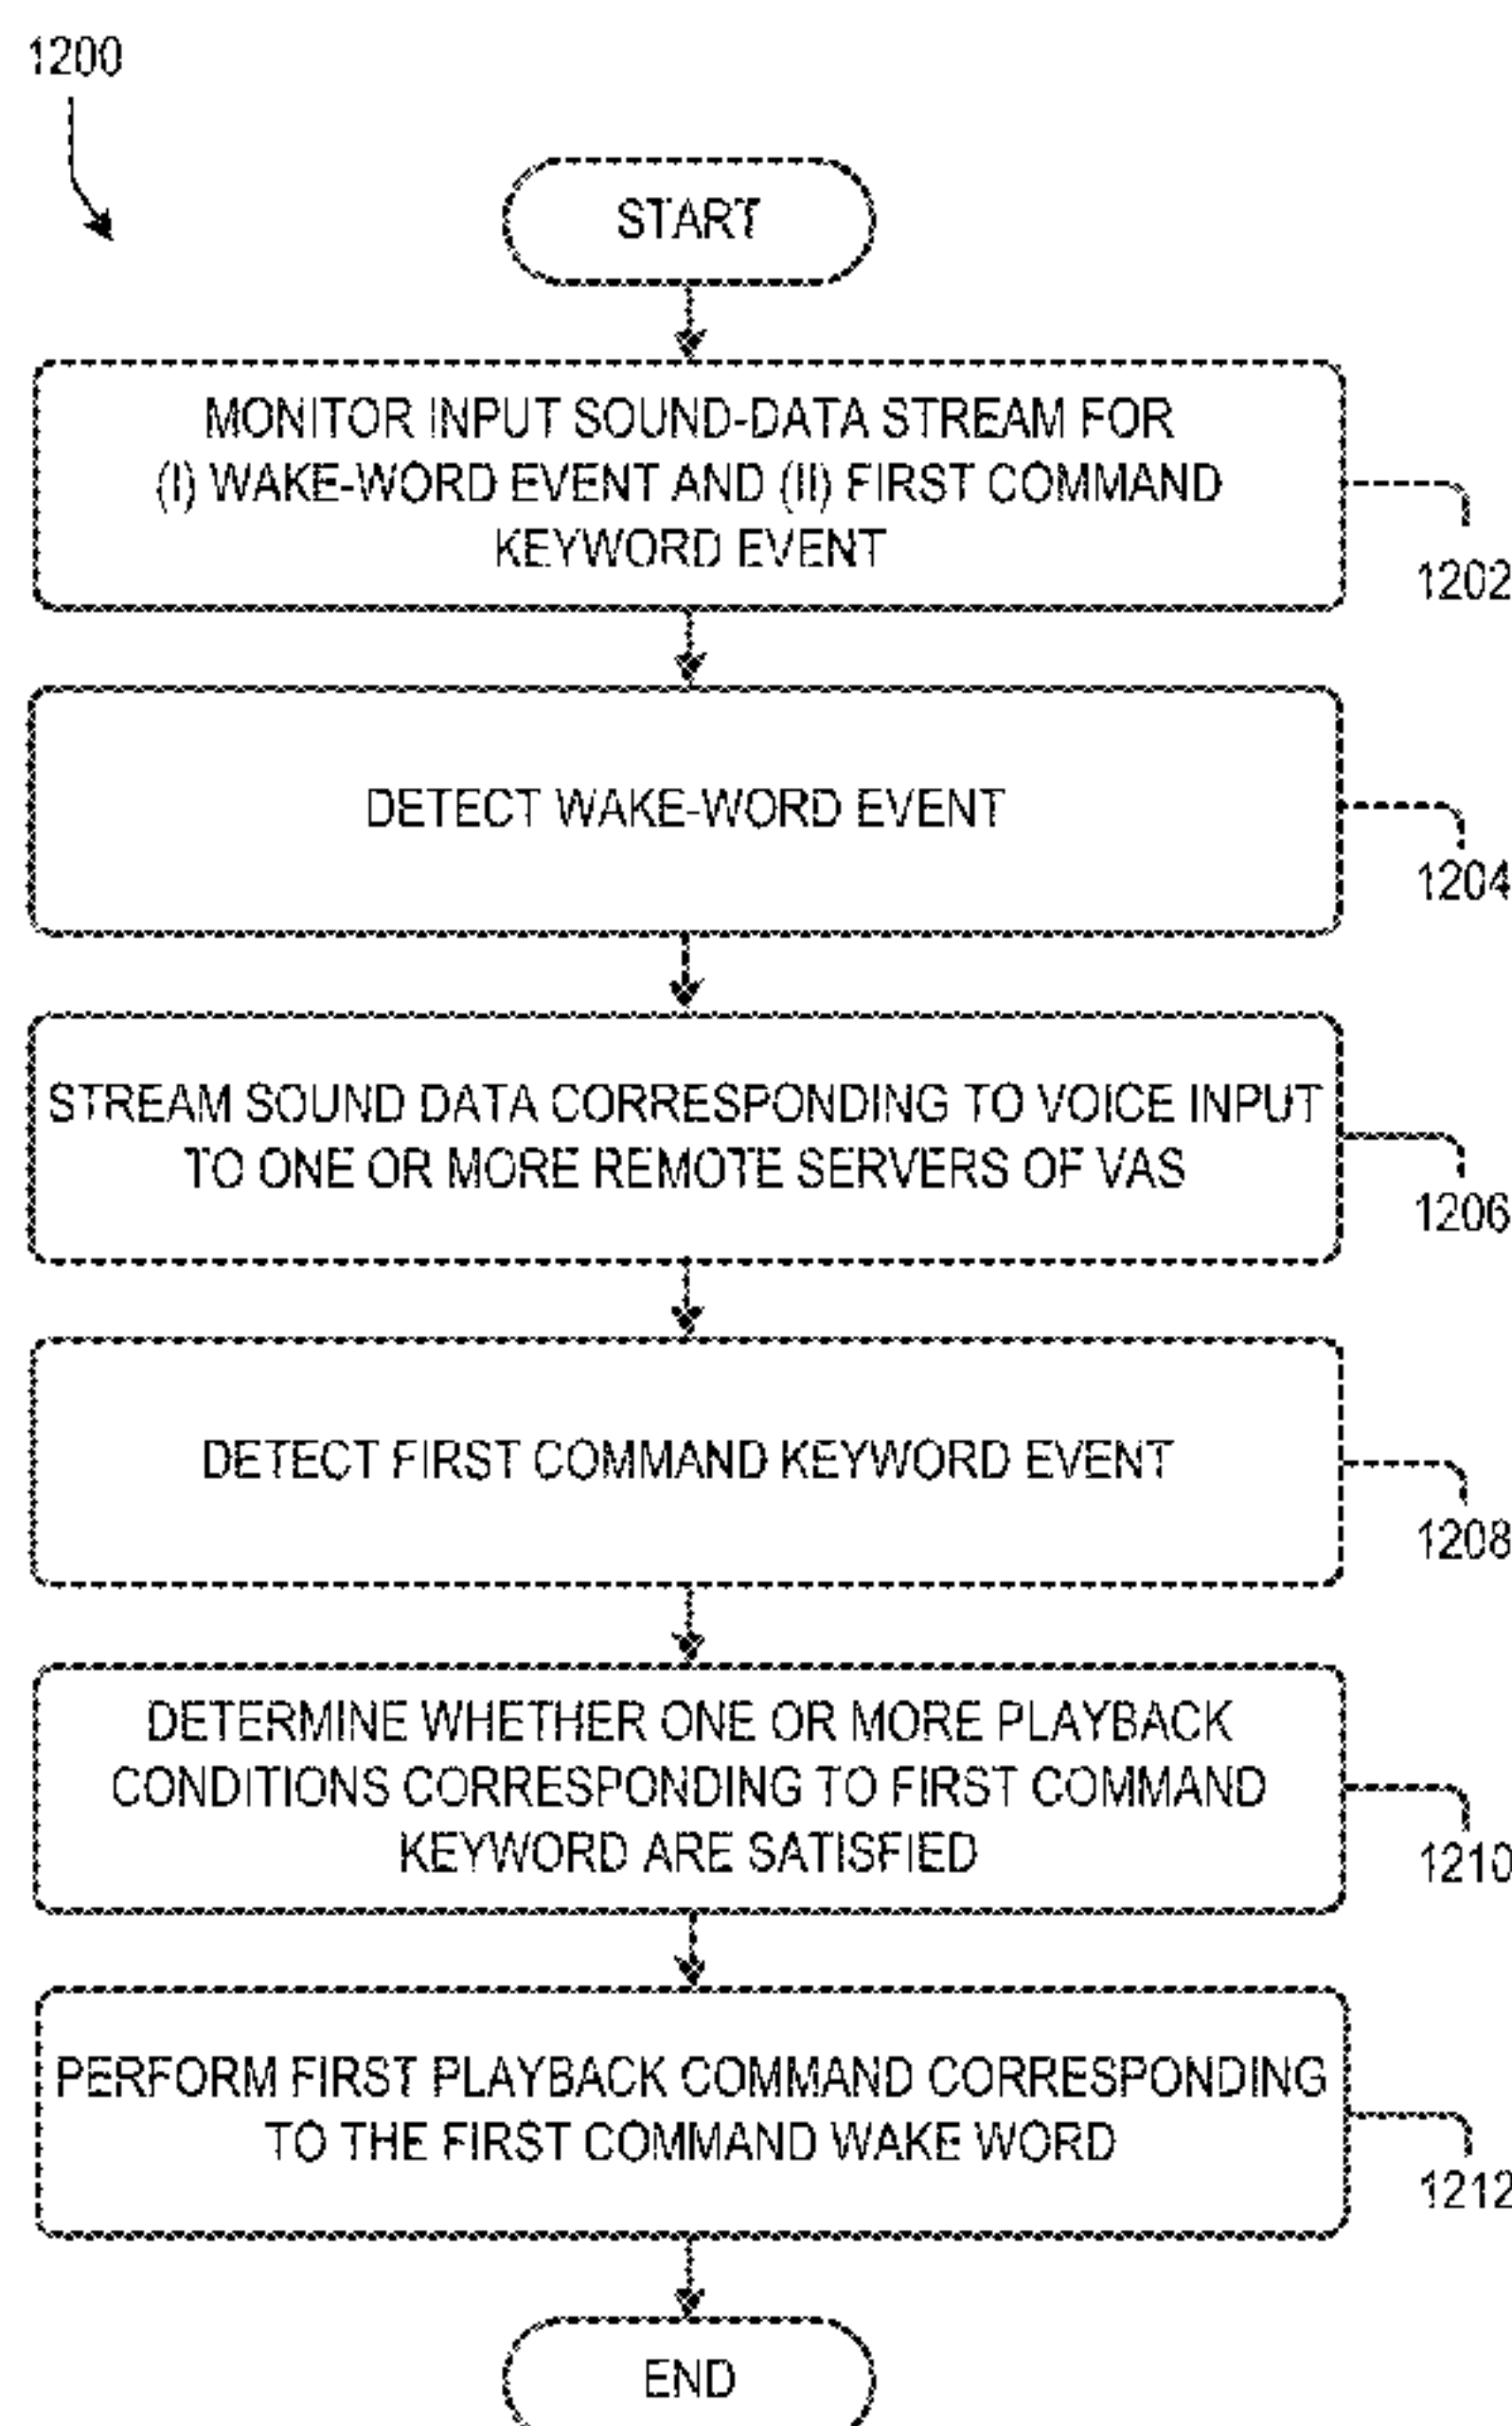 1200
START
MONITOR INPUT SOUND-DATA STREAM FOR
(I) WAKE-WORD EVENT AND (II) FIRST COMMAND
KEYWORD EVENT
1202
DETECT WAKE-WORD EVENT
1204
STREAM SOUND DATA CORRESPONDING TO VOICE INPUT
TO ONE OR MORE REMOTE SERVERS OF VAS
1206
DETECT FIRST COMMAND KEYWORD EVENT
1208
DETERMINE WHETHER ONE OR MORE PLAYBACK
CONDITIONS CORRESPONDING TO FIRST COMMAND
KEYWORD ARE SATISFIED
1210
PERFORM FIRST PLAYBACK COMMAND CORRESPONDING
TO THE FIRST COMMAND WAKE WORD
1212
END